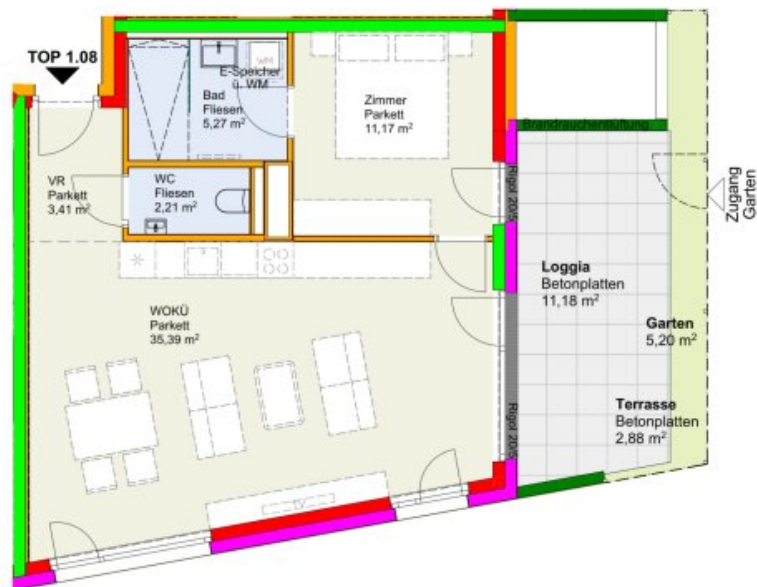 TOP 1.08
E-Speicher
ü. WM
WM
Bad
Fliesen
5,27 m²
Zimmer
Parkett
11,17 m²
Brandrauchentlüftung
VR
Parkett
3,41 m²
WC
Fliesen
2,21 m²
Rigol 20/5
Zugang
Garten
Loggia
Betonplatten
11,18 m²
WOKÜ
Parkett
35,39 m²
Garten
5,20 m²
Terrasse
Betonplatten
2,88 m²
Rigol 20/5
TV